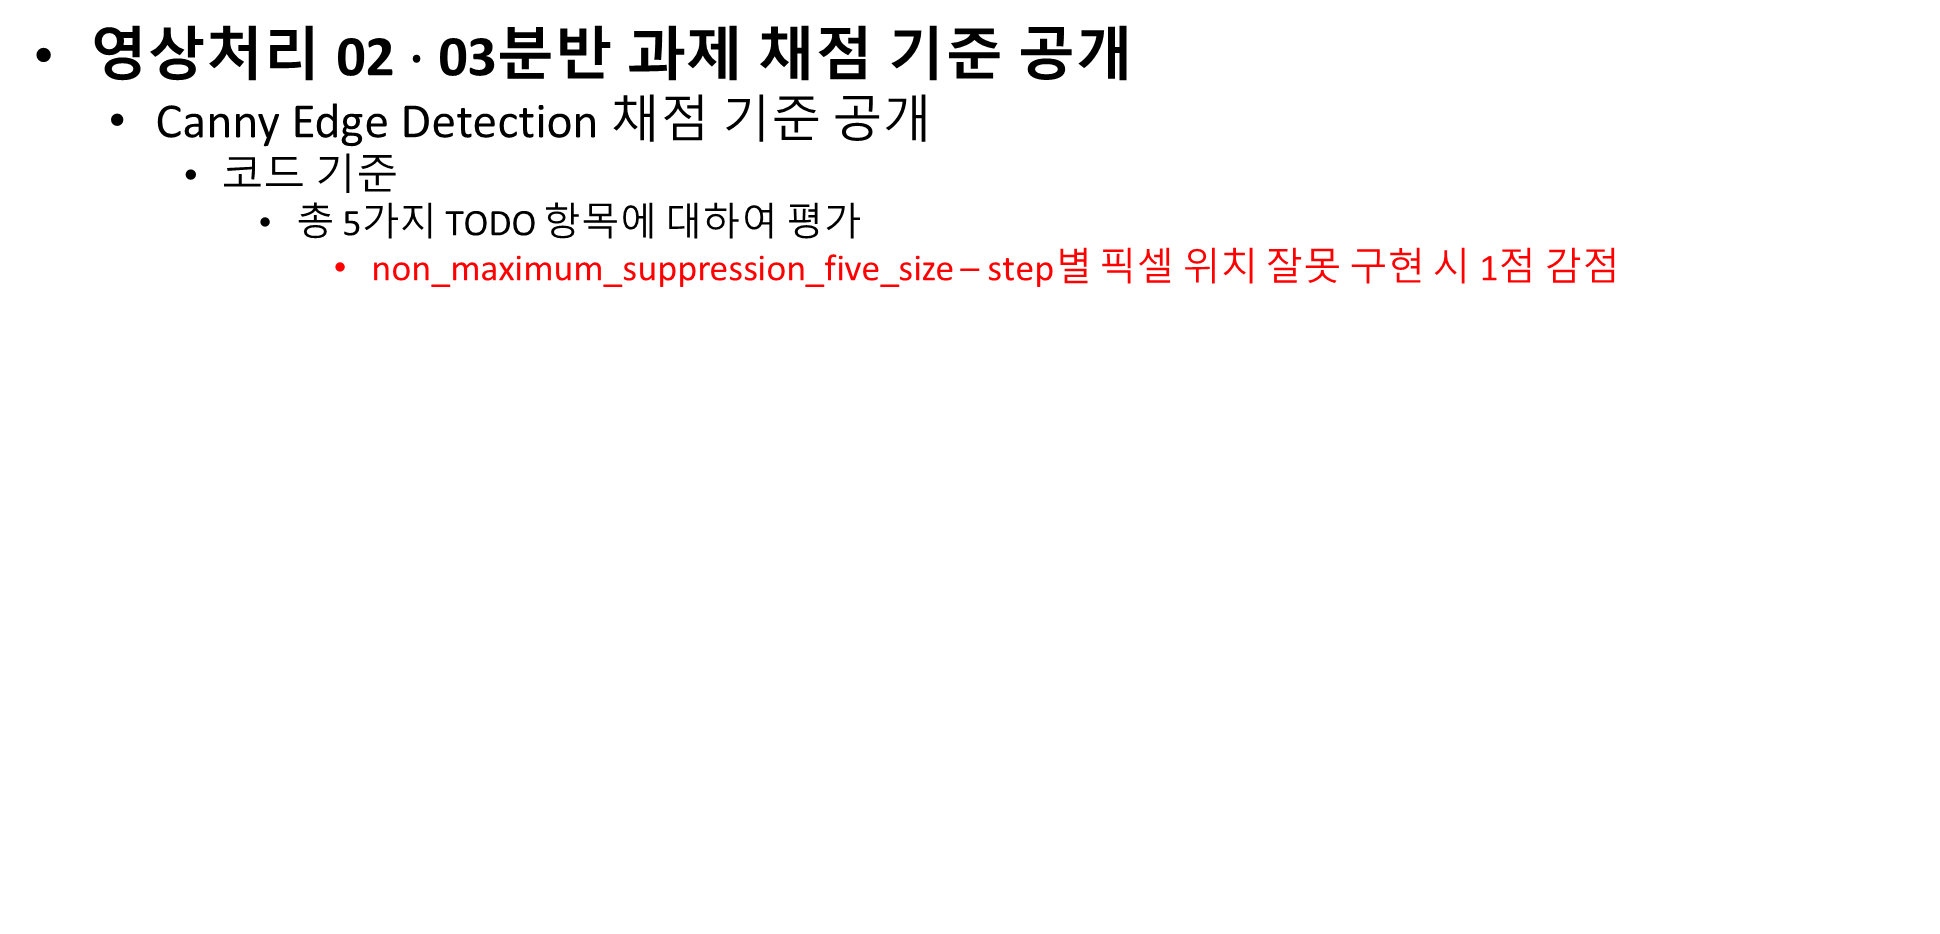 • 영상처리 02 · 03분반 과제 채점 기준 공개
• Canny Edge Detection 채점 기준 공개
• 코드 기준
• 총 5가지 TODO 항목에 대하여 평가
• non_maximum_suppression_five_size – step별 픽셀 위치 잘못 구현 시 1점 감점